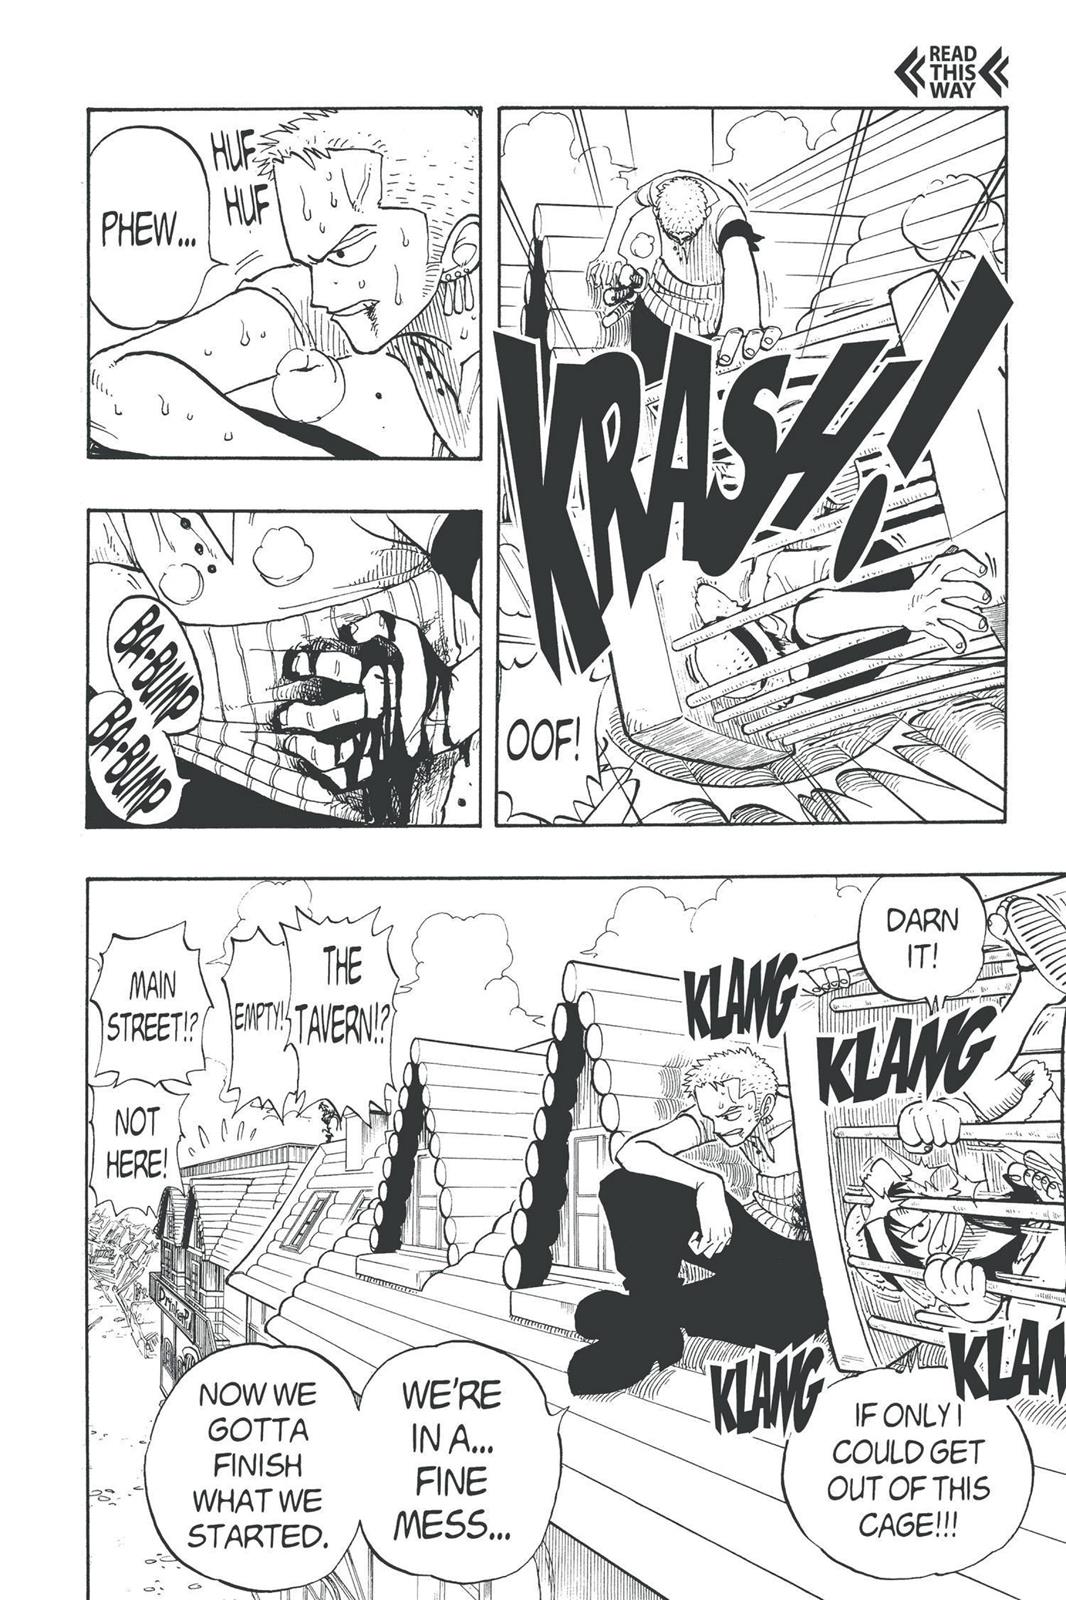 READ
THIS
WAY
KRASH!!
OOF!
HUF
HUF
PHEW...
BA-BUMP
BA-BUMP
DARN
IT!
KLANG
KLANG
KLANG
KLAN
IF ONLY I
COULD GET
OUT OF THIS
CAGE!!!
THE
TAVERN!?
EMPTY!
MAIN
STREET!?
NOT
HERE!
WE'RE
IN A...
FINE
MESS...
NOW WE
GOTTA
FINISH
WHAT WE
STARTED.